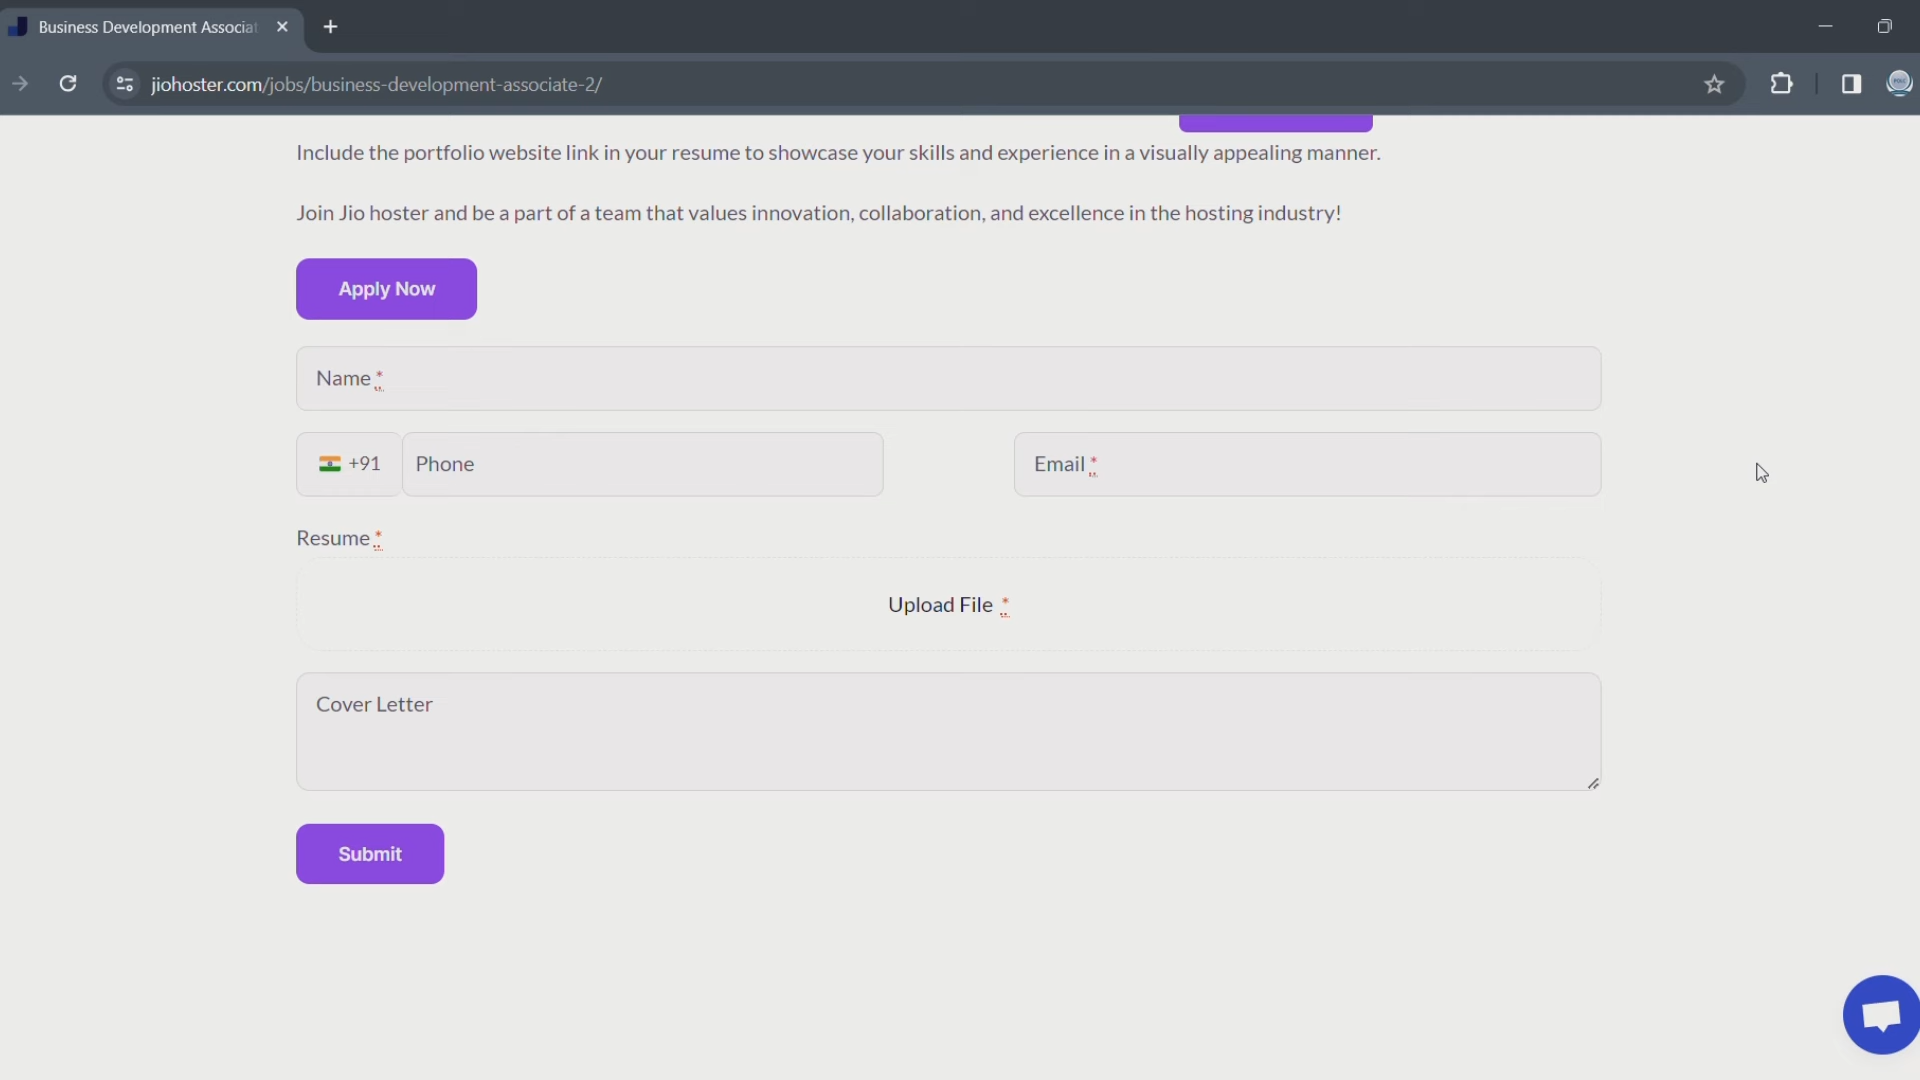 Business Development Associat
jiohoster.com/jobs/business-development-associate-2/
Include the portfolio website link in your resume to showcase your skills and experience in a visually appealing manner.
Join Jio hoster and be a part of a team that values innovation, collaboration, and excellence in the hosting industry!
Apply Now
Name *
+91 Phone
Email *
Resume *
Upload File *
Cover Letter
Submit